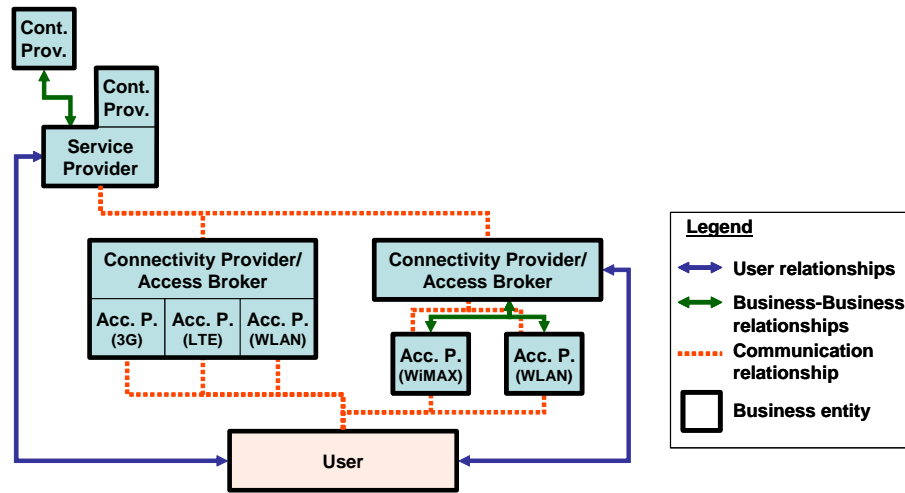 Cont.
Prov.
Cont.
Prov.
Service
Provider
Connectivity Provider/
Access Broker
Acc. P.
(3G)
Acc. P.
(LTE)
Acc. P.
(WLAN)
Connectivity Provider/
Access Broker
Acc. P.
(WiMAX)
Acc. P.
(WLAN)
User
Legend
User relationships
Business-Business
relationships
Communication
relationship
Business entity